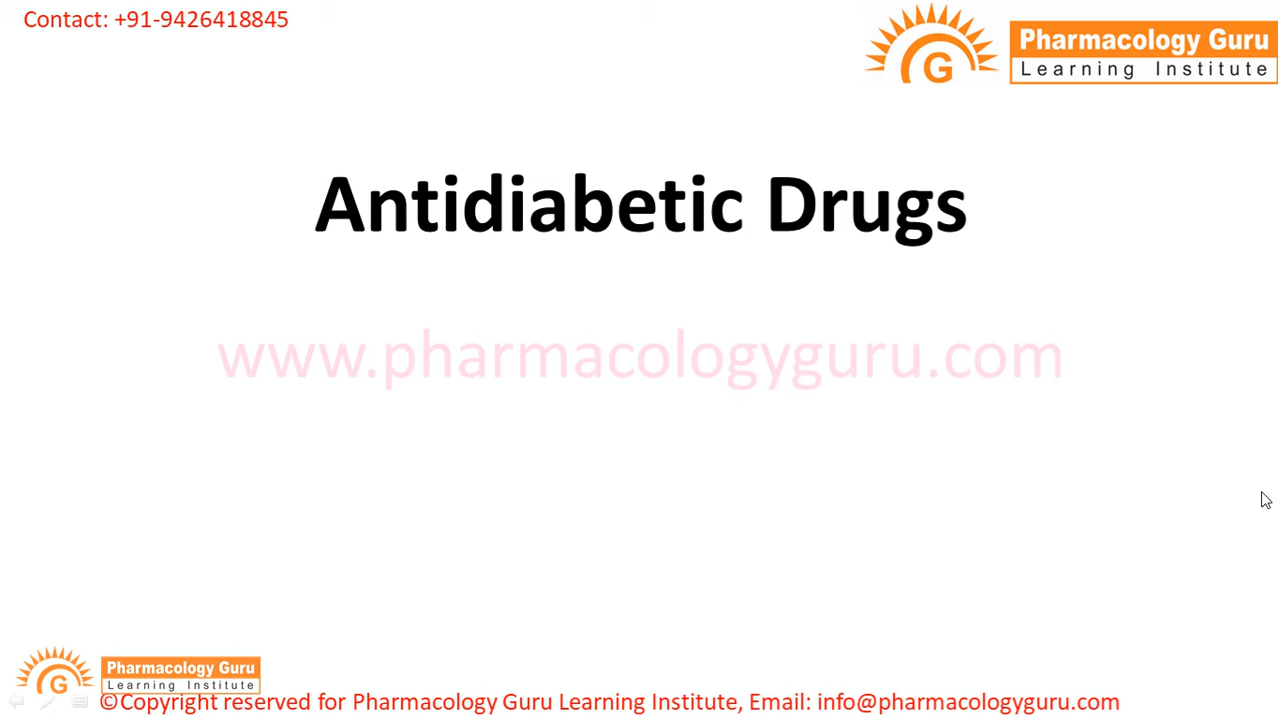 Contact: +91-9426418845
G
Pharmacology Guru
Learning Institute
Antidiabetic Drugs
www.pharmacologyguru.com
G
Pharmacology Guru
Learning Institute
©Copyright reserved for Pharmacology Guru Learning Institute, Email: info@pharmacologyguru.com